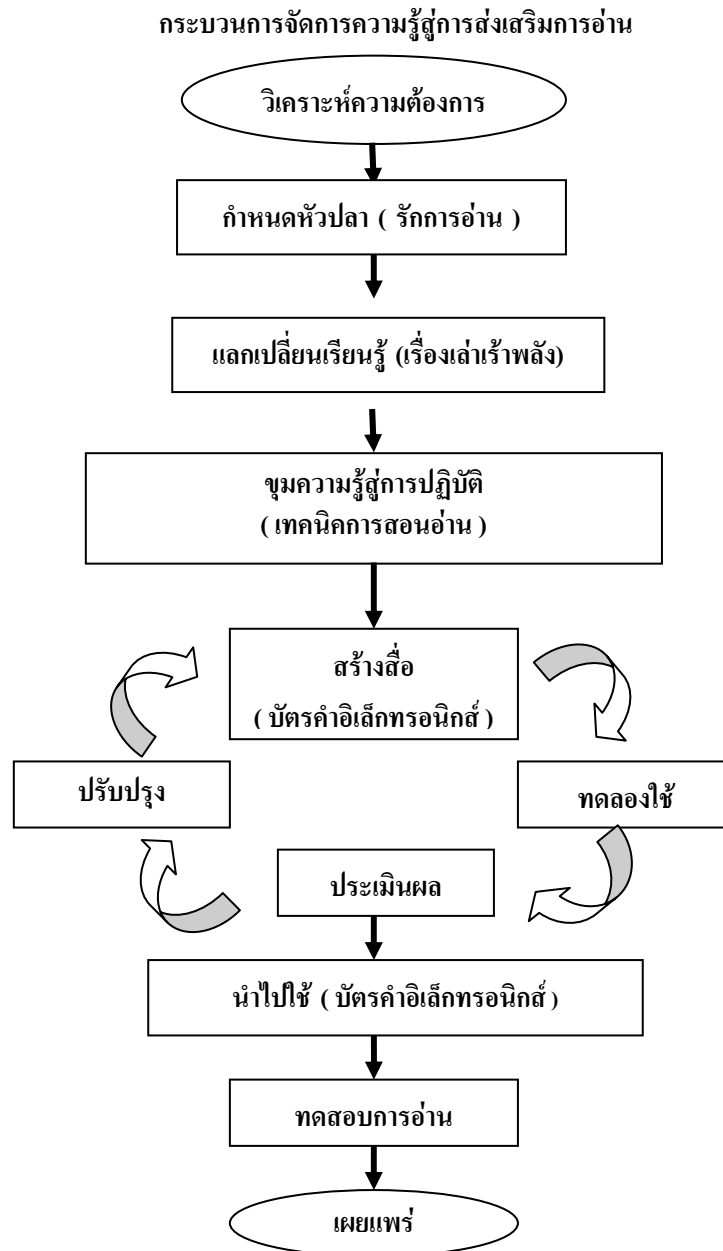 กระบวนการจัดการความรู้สู่การส่งเสริมการอ่าน
วิเคราะห์ความต้องการ
กำหนดหัวปลา ( รักการอ่าน )
แลกเปลี่ยนเรียนรู้ (เรื่องเล่าเร้าพลัง)
ขุมความรู้สู่การปฏิบัติ
( เทคนิคการสอนอ่าน )
สร้างสื่อ
( บัตรคำอิเล็กทรอนิกส์ )
ปรับปรุง
ทดลองใช้
ประเมินผล
นำไปใช้ ( บัตรคำอิเล็กทรอนิกส์ )
ทดสอบการอ่าน
เผยแพร่